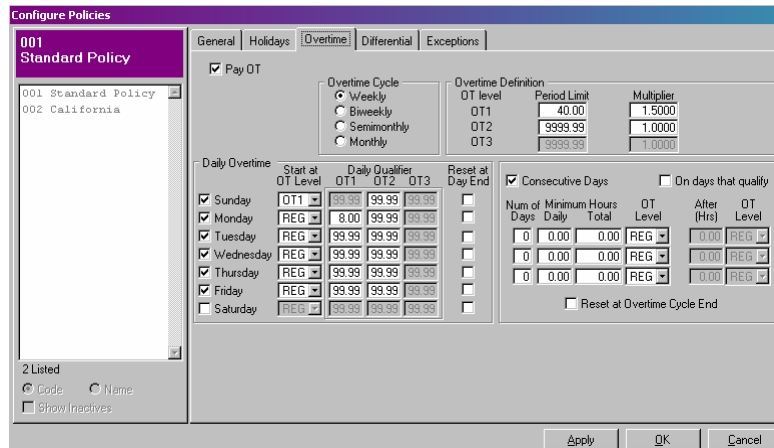 Configure Policies
001
Standard Policy
001 Standard Policy
002 California
2 Listed
Code Name
Show Inactives
General Holidays Overtime Differential Exceptions
Pay OT
Overtime Cycle
Weekly
Biweekly
Semimonthly
Monthly
Overtime Definition
OT level Period Limit Multiplier
OT1 40.00 1.5000
OT2 9999.99 1.0000
OT3 9999.99 1.0000
Daily Overtime
Start at OT Level
Daily Qualifier
OT1 OT2 OT3
Reset at Day End
Sunday OT1 99.99 99.99 99.99
Monday REG 8.00 99.99 99.99
Tuesday REG 99.99 99.99 99.99
Wednesday REG 99.99 99.99 99.99
Thursday REG 99.99 99.99 99.99
Friday REG 99.99 99.99 99.99
Saturday REG 99.99 99.99 99.99
Consecutive Days On days that qualify
Num of Minimum Hours OT After OT
Days Daily Total Level (Hrs) Level
0 0.00 0.00 REG 0.00 REG
0 0.00 0.00 REG 0.00 REG
0 0.00 0.00 REG 0.00 REG
Reset at Overtime Cycle End
Apply OK Cancel